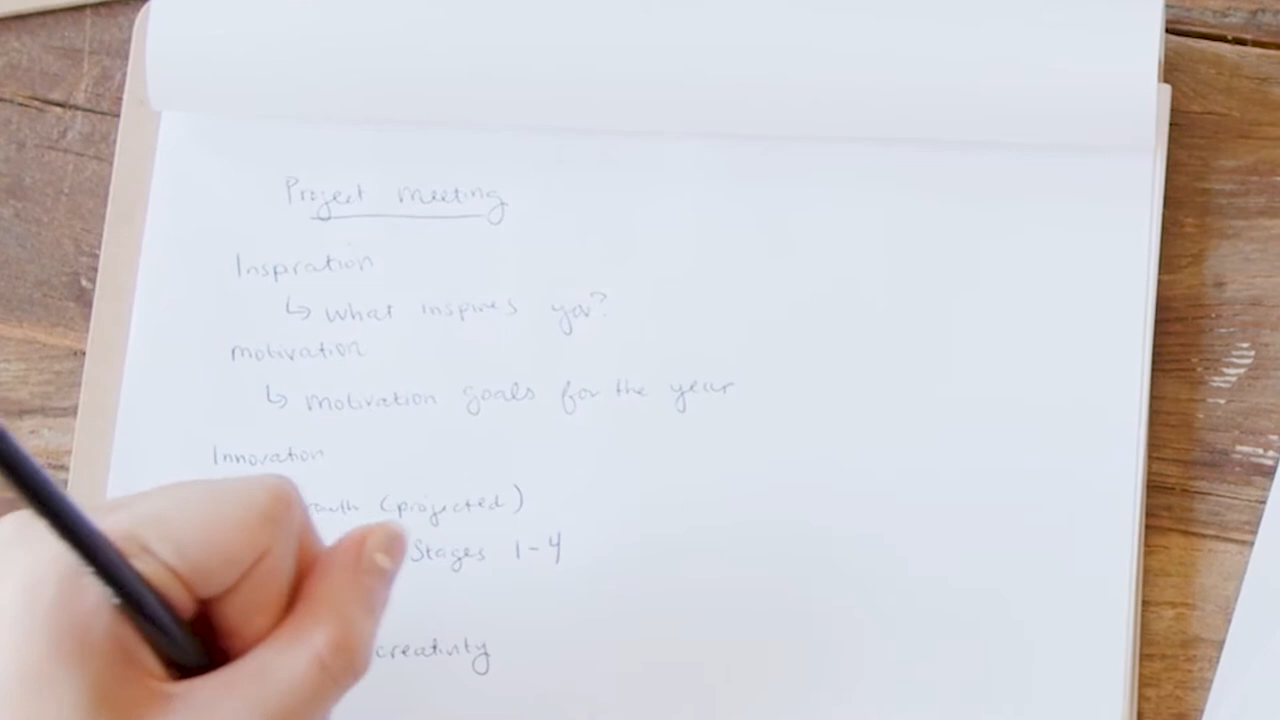 Project Meeting
Inspiration
↳ what inspires you?
motivation
↳ motivation goals for the year
Innovation
(projected)
Stages 1-4
creativity